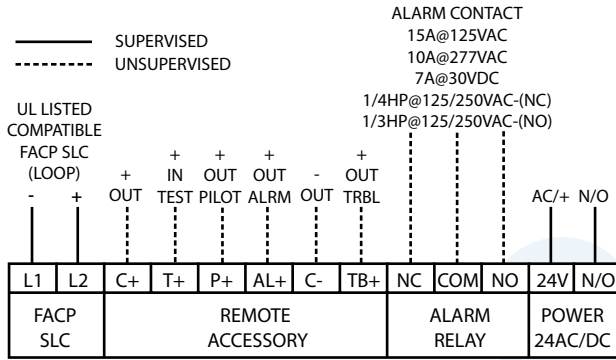 ALARM CONTACT
15A@125VAC
10A@277VAC
7A@30VDC
1/4HP@125/250VAC-(NC)
1/3HP@125/250VAC-(NO)
SUPERVISED
UNSUPERVISED
UL LISTED
COMPATIBLE
FACP SLC
(LOOP)
- +
+
OUT
+
IN
TEST
+
OUT
PILOT
+
OUT
ALRM
-
OUT
+
OUT
TRBL
AC/+ N/O
L1 L2 C+ T+ P+ AL+ C- TB+ NC COM NO 24V N/O
FACP
SLC
REMOTE
ACCESSORY
ALARM
RELAY
POWER
24AC/DC